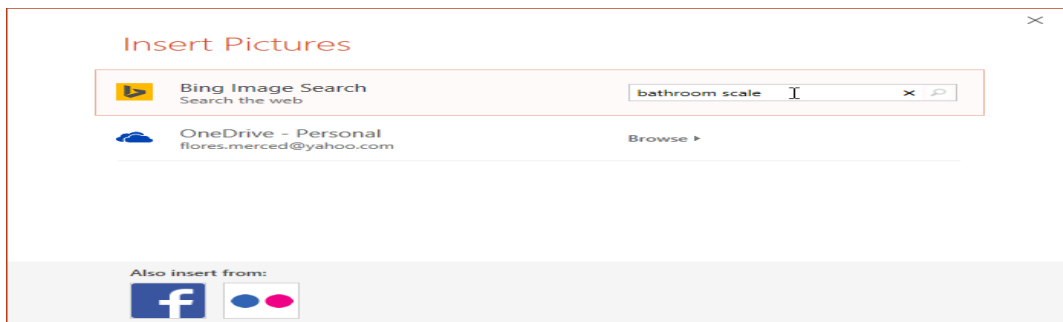 Insert Pictures
Bing Image Search
Search the web
bathroom scale
OneDrive - Personal
flores.merced@yahoo.com
Browse
Also insert from: